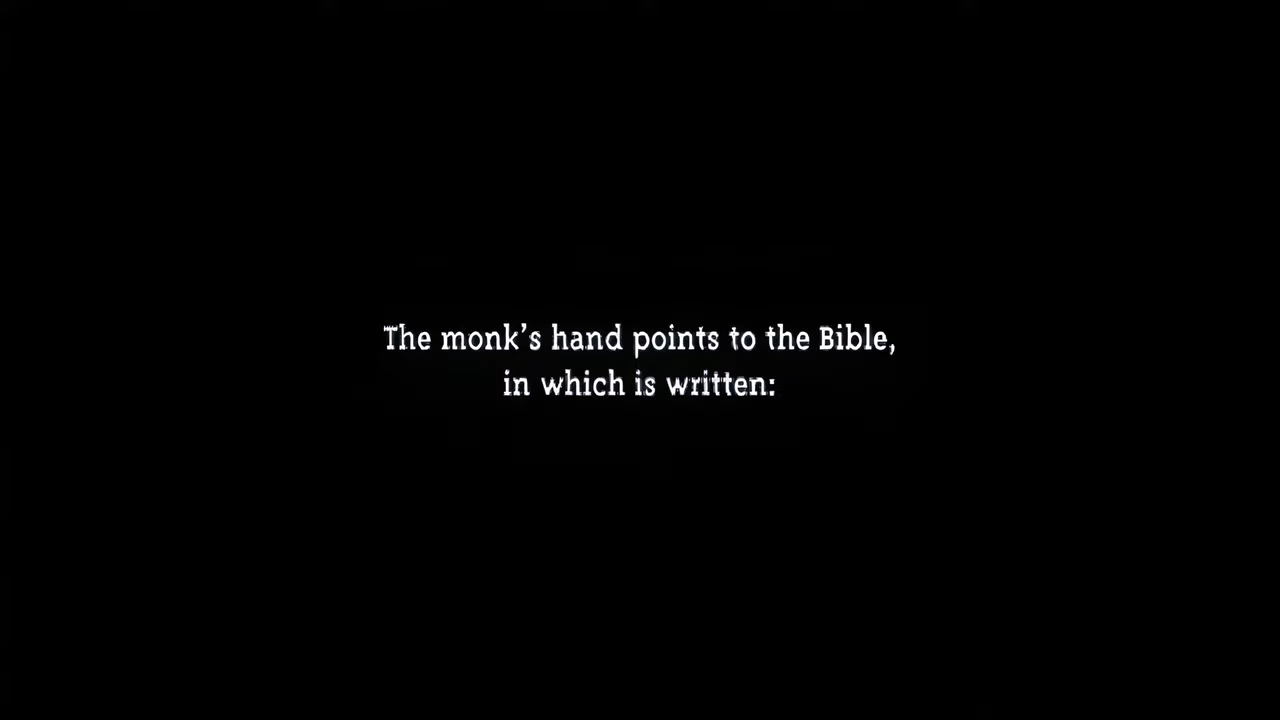 The monk’s hand points to the Bible,
in which is written: